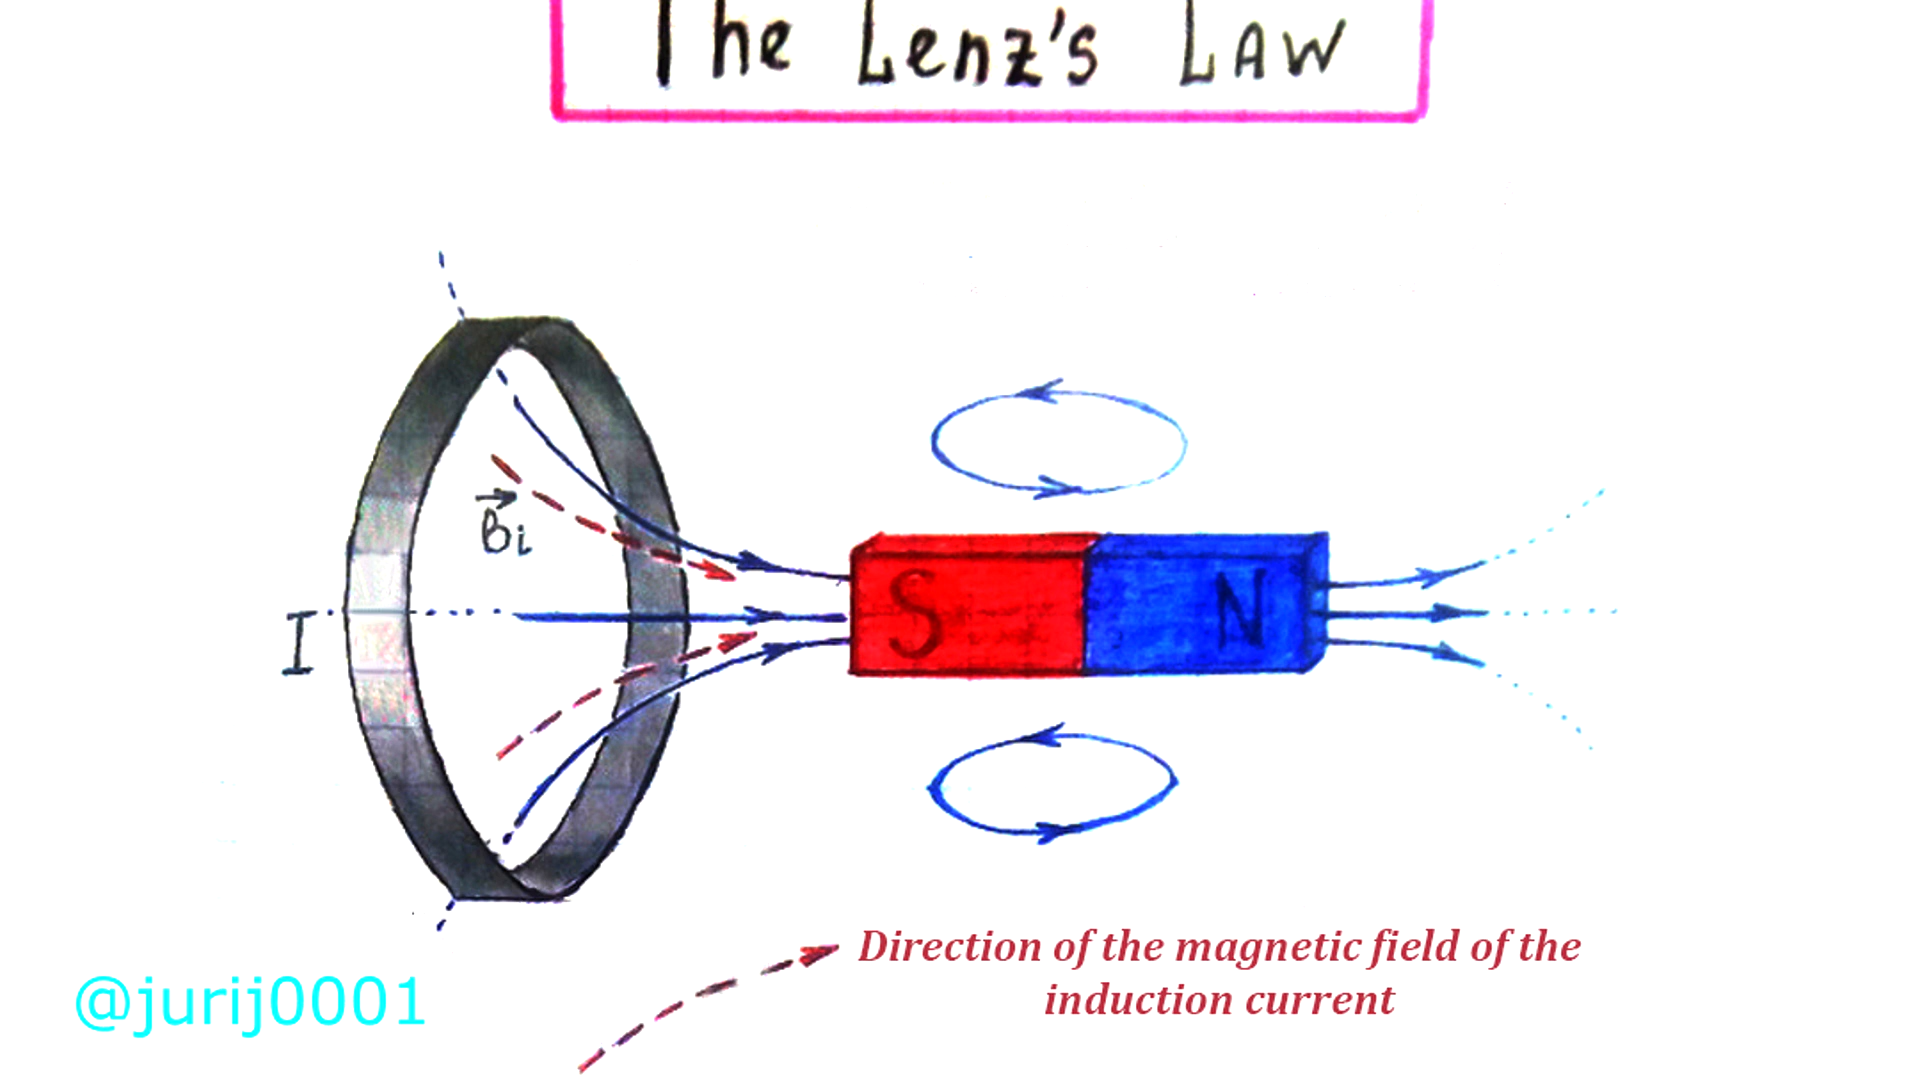 The Lenz's LAW
Bi
I
S
N
Direction of the magnetic field of the
induction current
@jurij0001